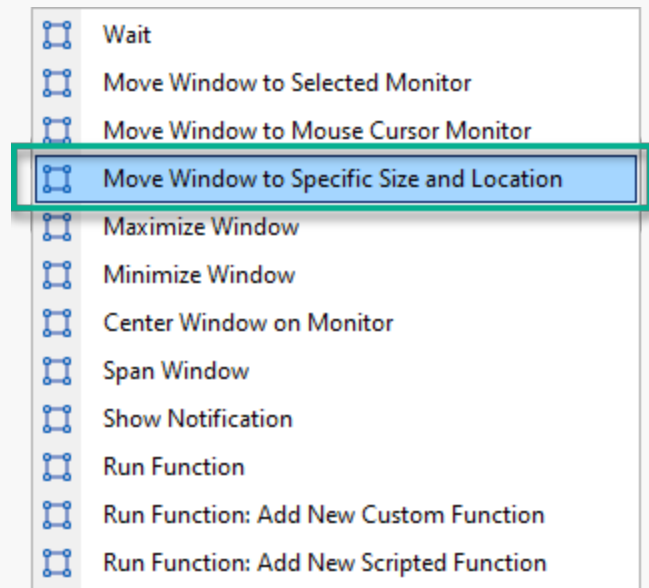 Wait
Move Window to Selected Monitor
Move Window to Mouse Cursor Monitor
Move Window to Specific Size and Location
Maximize Window
Minimize Window
Center Window on Monitor
Span Window
Show Notification
Run Function
Run Function: Add New Custom Function
Run Function: Add New Scripted Function